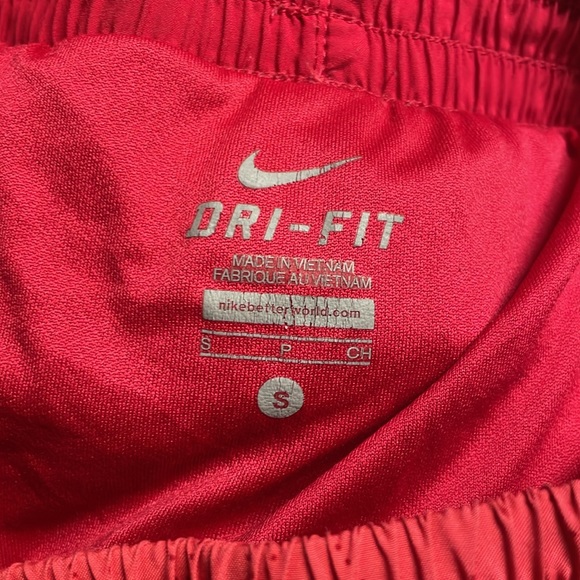 DRI-FIT
MADE IN VIETNAM
FABRIQUE AU VIETNAM
nikebetterworld.com
S P CH
S